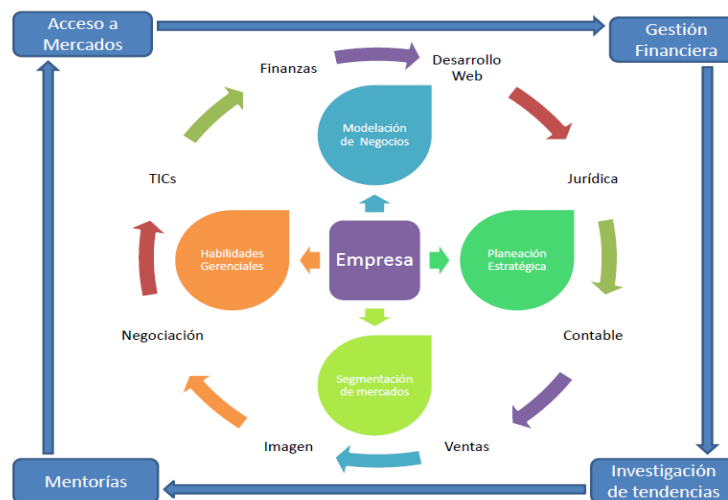 Acceso a
Mercados
Gestión
Financiera
Finanzas
Desarrollo
Web
Modelación
de Negocios
TICs
Jurídica
Habilidades
Gerenciales
Empresa
Planeación
Estratégica
Negociación
Contable
Segmentación
de mercados
Imagen
Ventas
Mentorías
Investigación
de tendencias